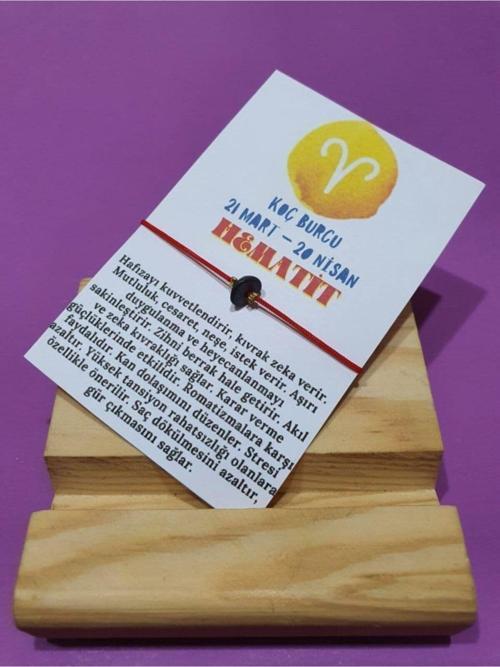 KOÇ BURCU
21 MART – 20 NİSAN
HEMATİT
Hafızayı kuvvetlendirir, kıvrak zeka verir.
Mutluluk, cesaret, neşe, istek verir. Aşırı
duygulanma ve heyecanlanmayı
sakinleştirir. Zihni berrak hale getirir. Akıl
ve zeka kıvraklığı sağlar. Karar verme
güçlüklerinde etkilidir. Romatizmalara karşı
faydalıdır. Kan dolaşımını düzenler. Stresi
azaltır. Yüksek tansiyon rahatsızlığı olanlara
özellikle önerilir. Saç dökülmesini azaltır,
gür çıkmasını sağlar.